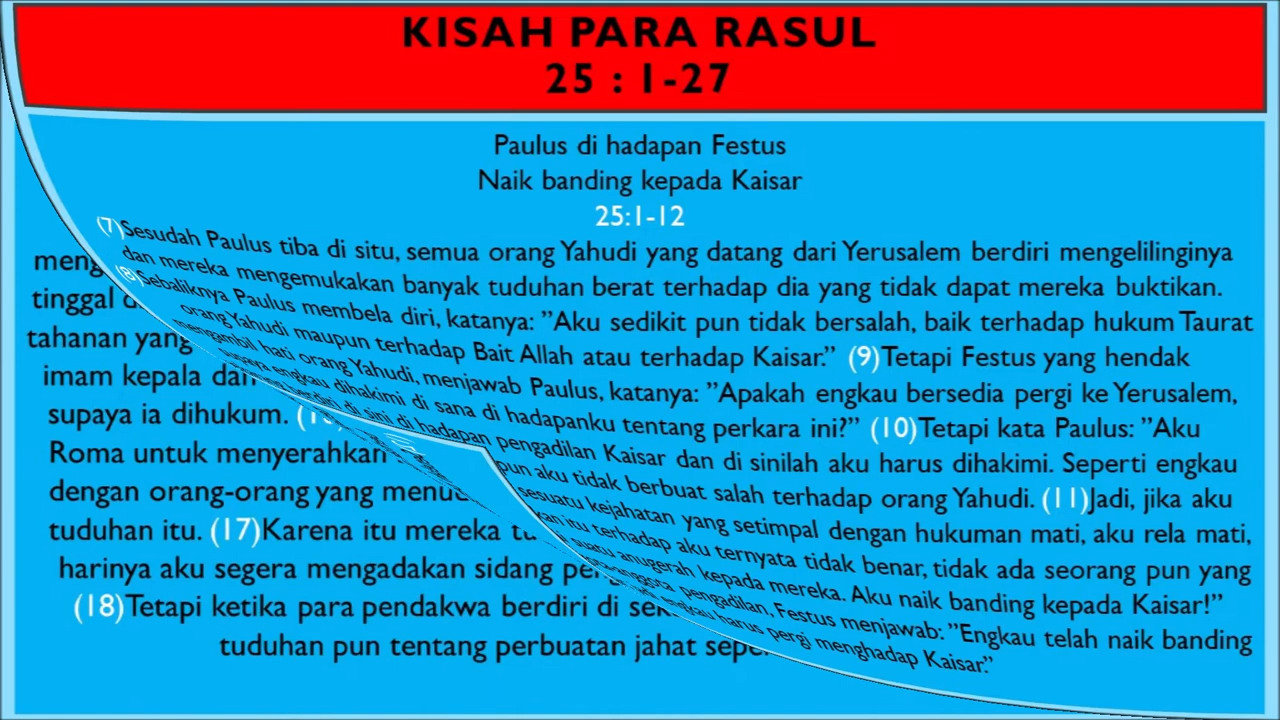 KISAH PARA RASUL
25 : 1-27
Paulus di hadapan Festus
Naik banding kepada Kaisar
25:1-12
(7)Sesudah Paulus tiba di situ, semua orang Yahudi yang datang dari Yerusalem berdiri mengelilinginya
dan mereka mengemukakan banyak tuduhan berat terhadap dia yang tidak dapat mereka buktikan.
(8)Sebaliknya Paulus membela diri, katanya: ”Aku sedikit pun tidak bersalah, baik terhadap hukum Taurat
orang Yahudi maupun terhadap Bait Allah atau terhadap Kaisar.” (9)Tetapi Festus yang hendak
mengambil hati orang Yahudi, menjawab Paulus, katanya: ”Apakah engkau bersedia pergi ke Yerusalem,
supaya engkau dihakimi di sana di hadapanku tentang perkara ini?” (10)Tetapi kata Paulus: ”Aku
berdiri di sini di hadapan pengadilan Kaisar dan di sinilah aku harus dihakimi. Seperti engkau
pun aku tidak berbuat salah terhadap orang Yahudi. (11)Jadi, jika aku
sesuatu kejahatan yang setimpal dengan hukuman mati, aku rela mati,
itu terhadap aku ternyata tidak benar, tidak ada seorang pun yang
suatu anugerah kepada mereka. Aku naik banding kepada Kaisar!”
pengadilan, Festus menjawab: ”Engkau telah naik banding
engkau harus pergi menghadap Kaisar.”
meng
tinggal
tahanan yang
imam kepala dan
supaya ia dihukum.
Roma untuk menyerahkan
dengan orang-orang yang
tuduhan itu. (17)Karena itu mereka
harinya aku segera mengadakan sidang
(18)Tetapi ketika para pendakwa berdiri di
tuduhan pun tentang perbuatan jahat